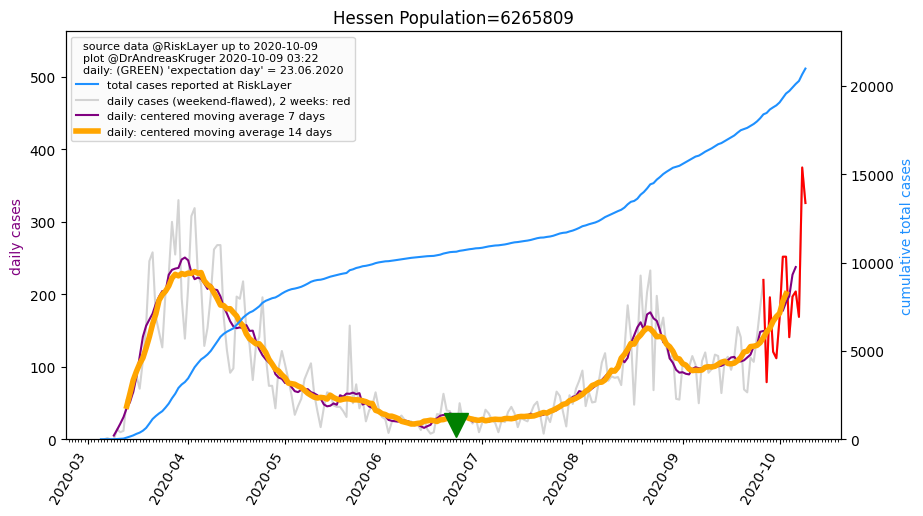 Hessen Population=6265809
source data @RiskLayer up to 2020-10-09
plot @DrAndreasKruger 2020-10-09 03:22
daily: (GREEN) 'expectation day' = 23.06.2020
total cases reported at RiskLayer
daily cases (weekend-flawed), 2 weeks: red
daily: centered moving average 7 days
daily: centered moving average 14 days
500
400
300
200
100
0
daily cases
20000
15000
10000
5000
0
cumulative total cases
2020-03
2020-04
2020-05
2020-06
2020-07
2020-08
2020-09
2020-10